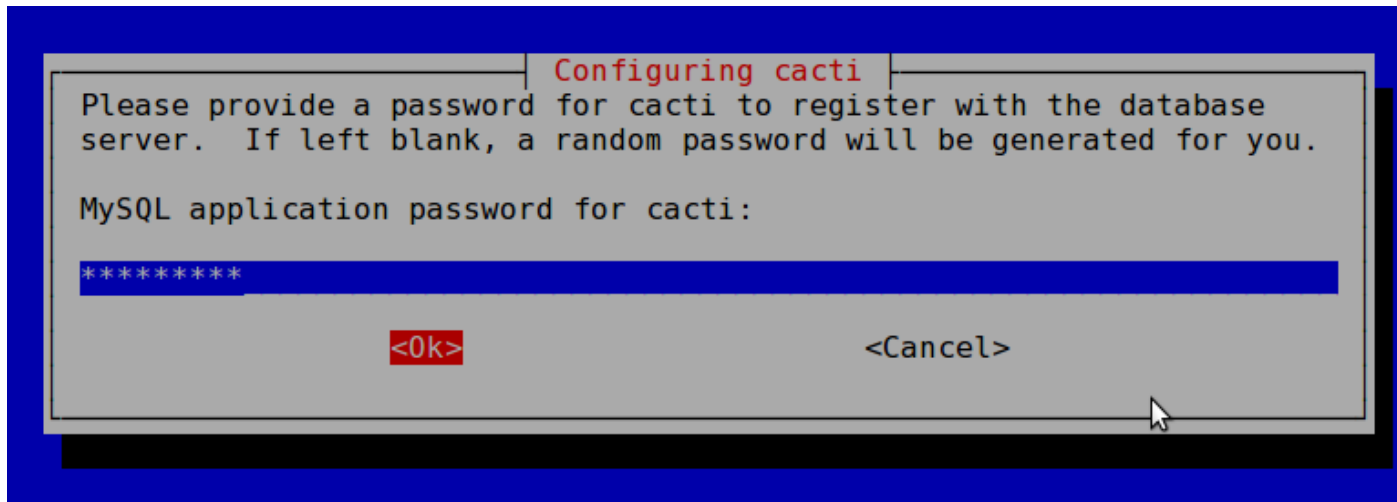 Configuring cacti
Please provide a password for cacti to register with the database
server.  If left blank, a random password will be generated for you.
MySQL application password for cacti:
*********
<Ok> <Cancel>